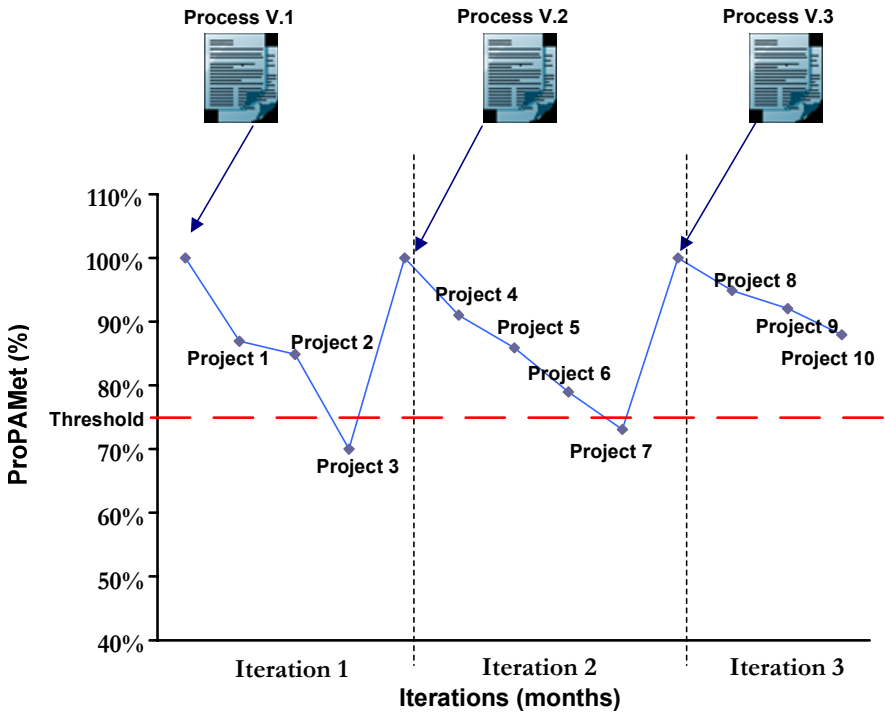 Process V.1
Process V.2
Process V.3
110%
100%
90%
80%
Threshold
70%
60%
50%
40%
ProPAMet (%)
Project 1
Project 2
Project 3
Project 4
Project 5
Project 6
Project 7
Project 8
Project 9
Project 10
Iteration 1
Iteration 2
Iteration 3
Iterations (months)